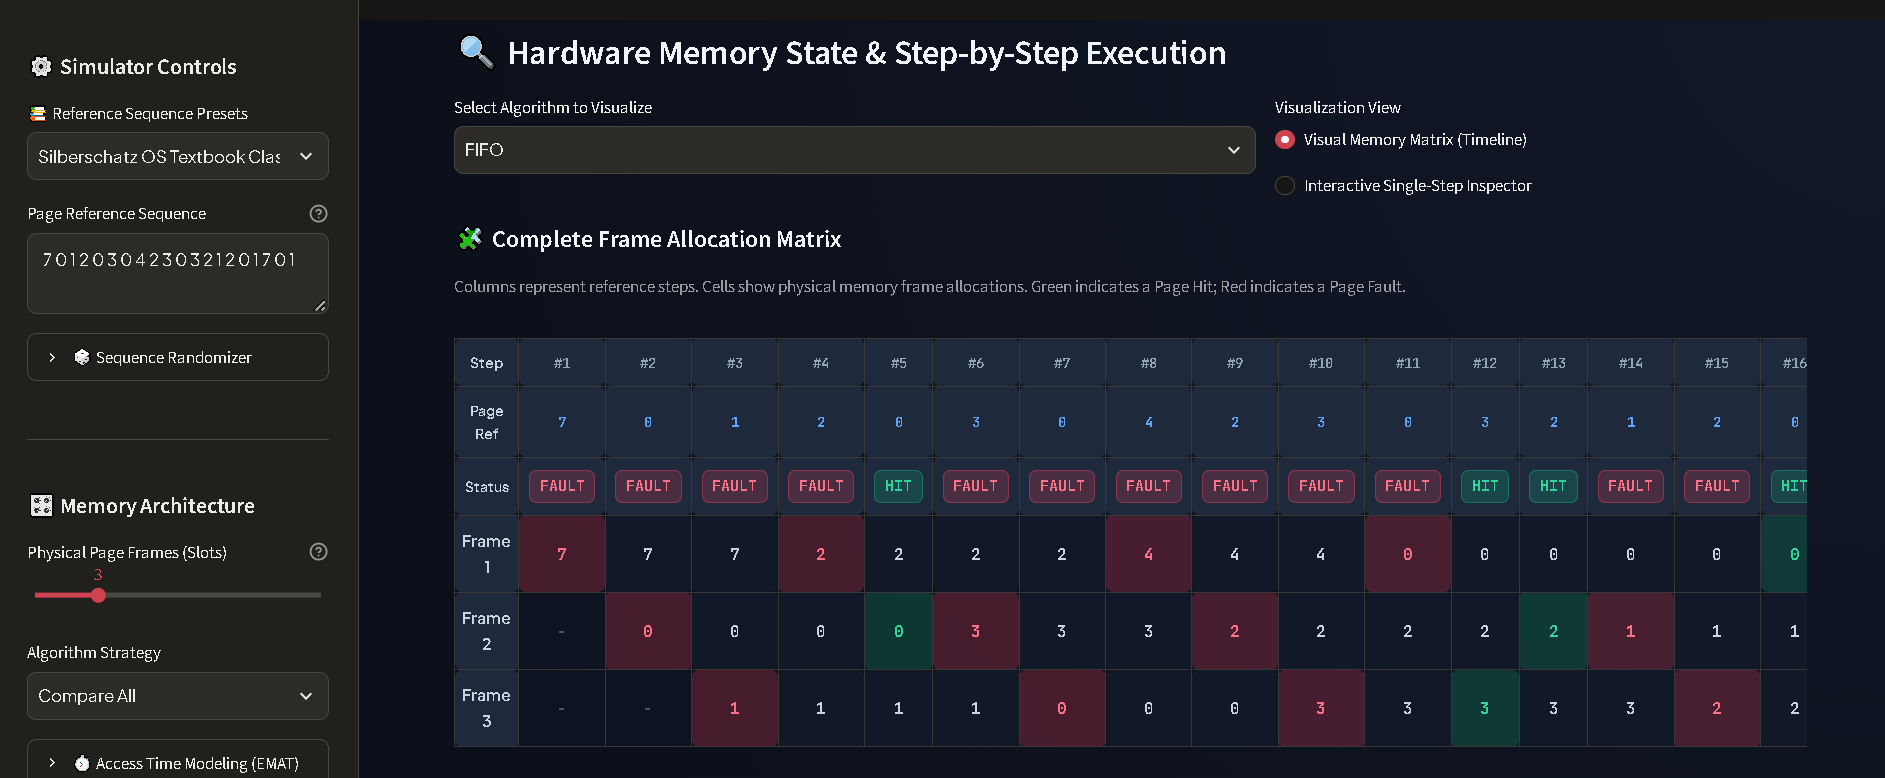 Simulator Controls
Reference Sequence Presets
Silberschatz OS Textbook Clas
Page Reference Sequence
7 0 1 2 0 3 0 4 2 3 0 3 2 1 2 0 1 7 0 1
Sequence Randomizer
Memory Architecture
Physical Page Frames (Slots)
3
Algorithm Strategy
Compare All
Access Time Modeling (EMAT)
Hardware Memory State & Step-by-Step Execution
Select Algorithm to Visualize
FIFO
Visualization View
Visual Memory Matrix (Timeline)
Interactive Single-Step Inspector
Complete Frame Allocation Matrix
Columns represent reference steps. Cells show physical memory frame allocations. Green indicates a Page Hit; Red indicates a Page Fault.
Step #1 #2 #3 #4 #5 #6 #7 #8 #9 #10 #11 #12 #13 #14 #15 #16
Page Ref 7 0 1 2 0 3 0 4 2 3 0 3 2 1 2 0
Status FAULT FAULT FAULT FAULT HIT FAULT FAULT FAULT FAULT FAULT FAULT HIT HIT FAULT FAULT HIT
Frame 1 7 7 7 2 2 2 2 4 4 4 0 0 0 0 0 0
Frame 2 - 0 0 0 0 3 3 3 2 2 2 2 2 1 1 1
Frame 3 - - 1 1 1 1 0 0 0 3 3 3 3 3 2 2